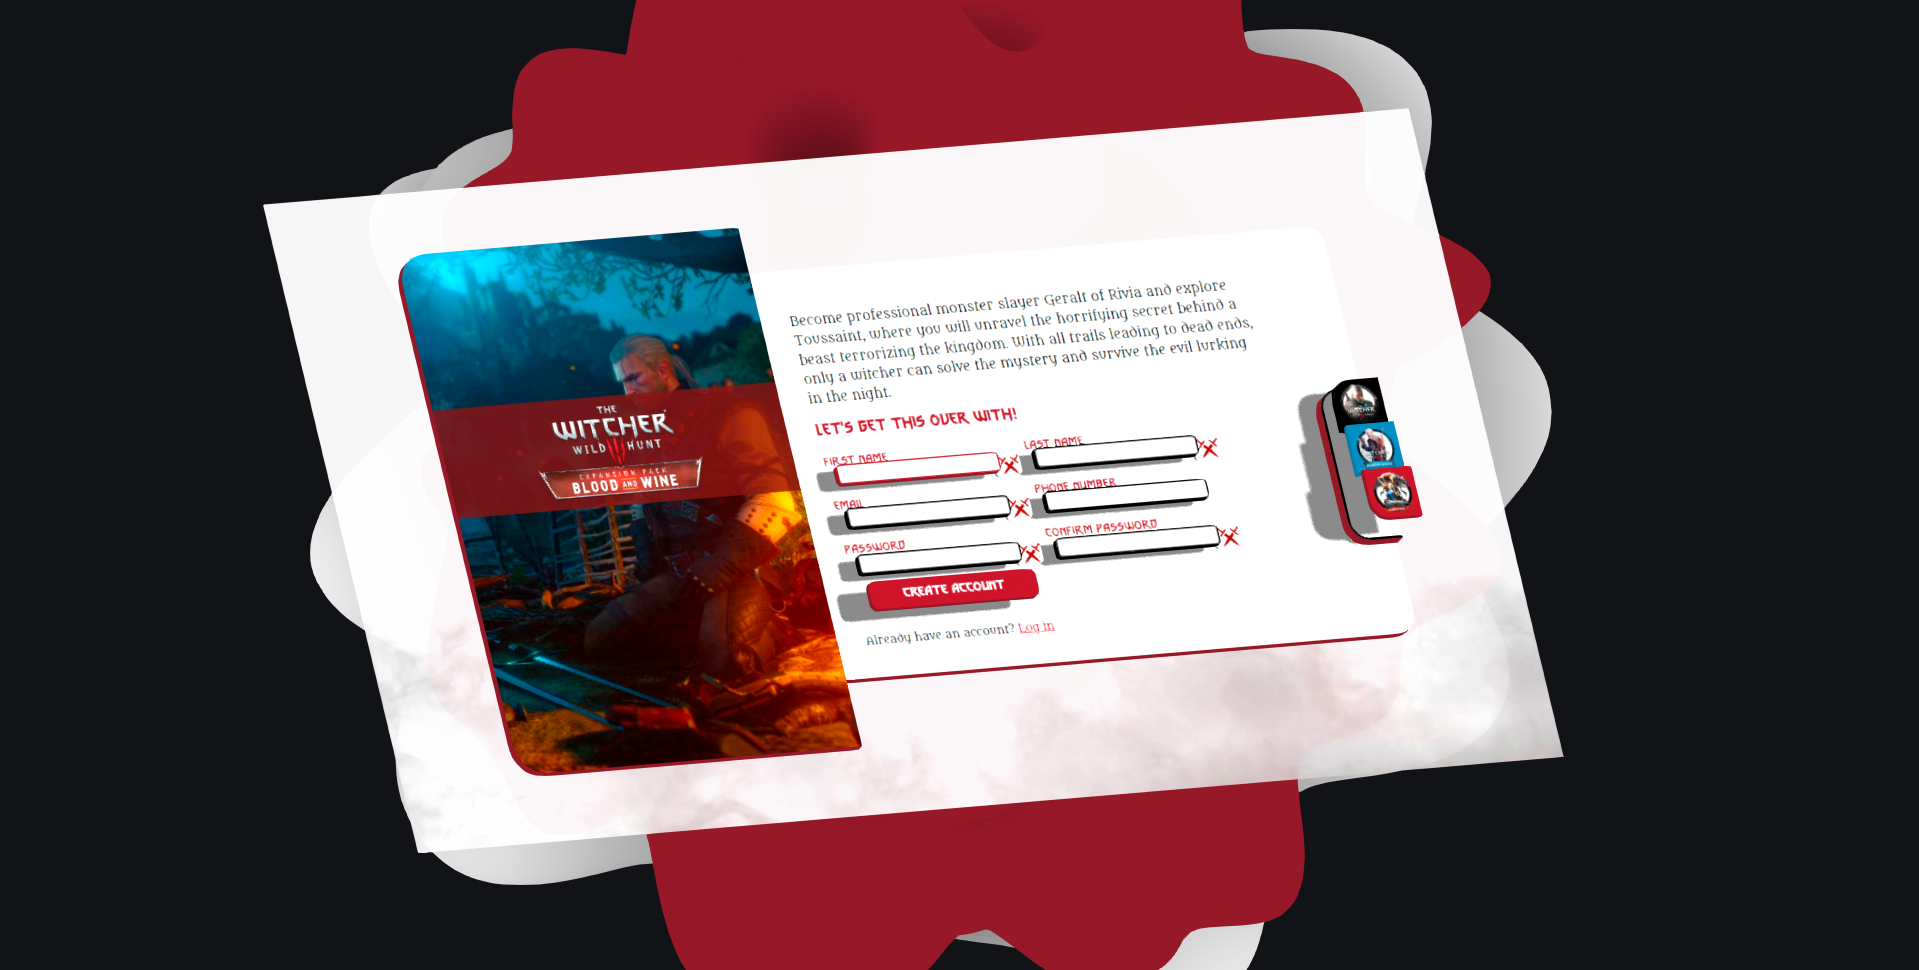 THE
WITCHER
WILD HUNT
EXPANSION PACK
BLOOD AND WINE
Become professional monster slayer Geralt of Rivia and explore
Toussaint, where you will unravel the horrifying secret behind a
beast terrorizing the kingdom. With all trails leading to dead ends,
only a witcher can solve the mystery and survive the evil lurking
in the night.
LET'S GET THIS OVER WITH!
FIRST NAME
LAST NAME
EMAIL
PHONE NUMBER
PASSWORD
CONFIRM PASSWORD
CREATE ACCOUNT
Already have an account? Log in
WITCHER